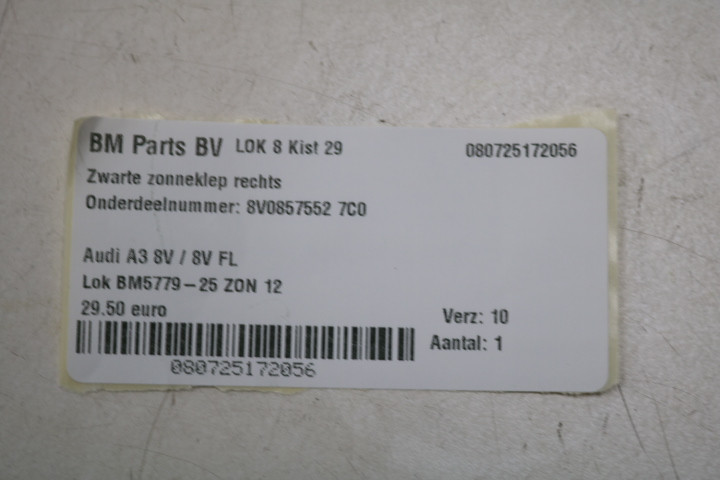 BM Parts BV LOK 8 Kist 29 080725172056
Zwarte zonneklep rechts
Onderdeelnummer: 8V0857552 7C0
Audi A3 8V / 8V FL
Lok BM5779-25 ZON 12
29.50 euro
Verz: 10
Aantal: 1
080725172056